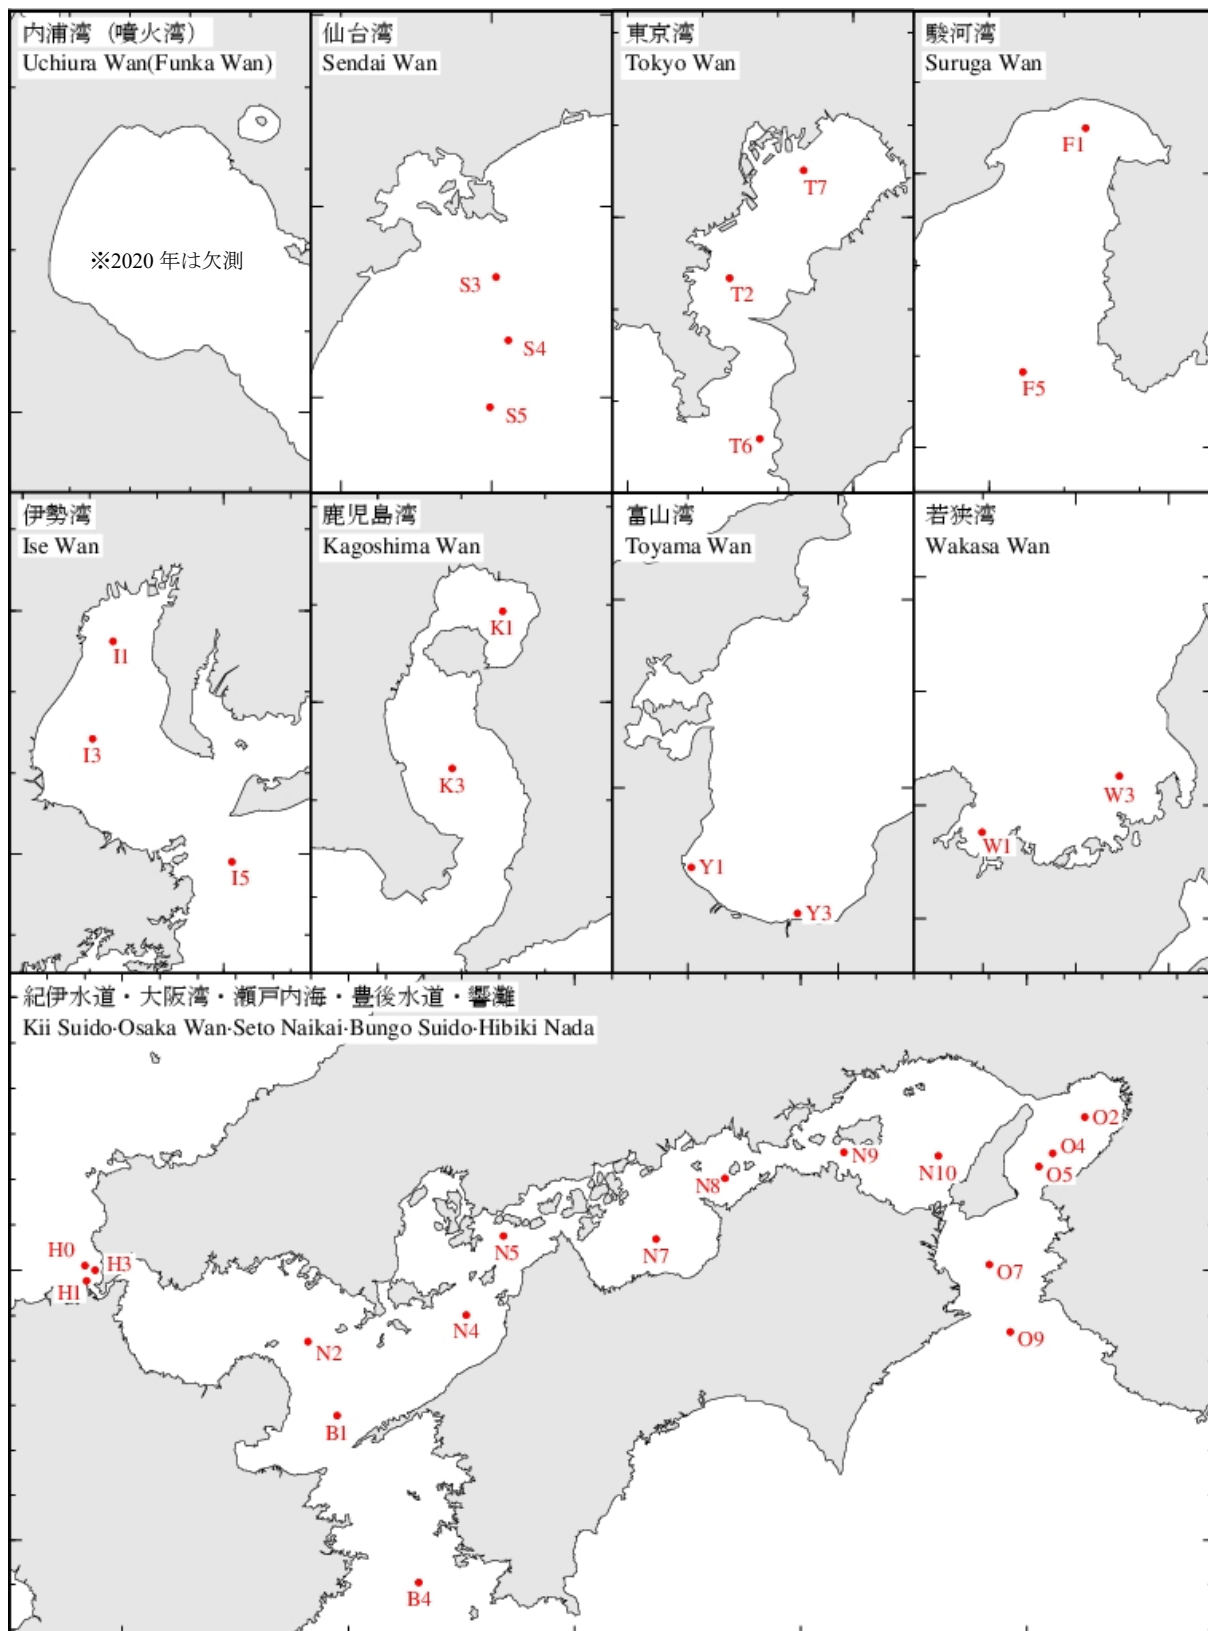 内浦湾（噴火湾）
Uchiura Wan(Funka Wan)
※2020 年は欠測
仙台湾
Sendai Wan
S3
S4
S5
東京湾
Tokyo Wan
T7
T2
T6
駿河湾
Suruga Wan
F1
F5
伊勢湾
Ise Wan
I1
I3
I5
鹿児島湾
Kagoshima Wan
K1
K3
富山湾
Toyama Wan
Y1
Y3
若狭湾
Wakasa Wan
W3
W1
紀伊水道・大阪湾・瀬戸内海・豊後水道・響灘
Kii Suido·Osaka Wan·Seto Naikai·Bungo Suido·Hibiki Nada
O2
O4
N9
N10
O5
N8
H0
N5
N7
H3
O7
H1
N4
O9
N2
B1
B4